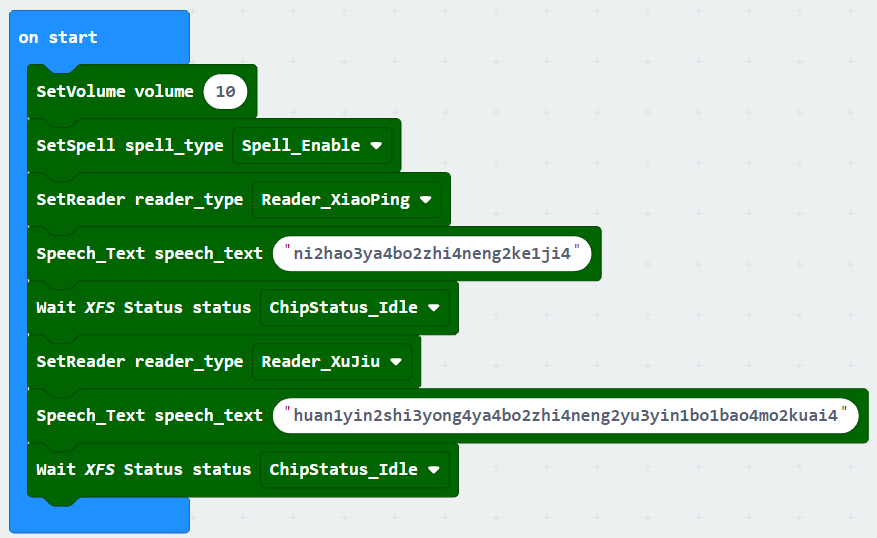 on start
SetVolume volume 10
SetSpell spell_type Spell_Enable
SetReader reader_type Reader_XiaoPing
Speech_Text speech_text "ni2hao3ya4bo2zhi4neng2ke1ji4"
Wait XFS Status status ChipStatus_Idle
SetReader reader_type Reader_XuJiu
Speech_Text speech_text "huan1yin2shi3yong4ya4bo2zhi4neng2yu3yin1bo1bao4mo2kuai4"
Wait XFS Status status ChipStatus_Idle